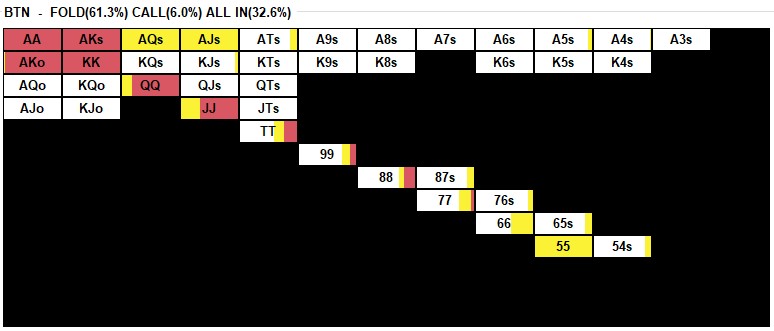 BTN - FOLD(61.3%) CALL(6.0%) ALL IN(32.6%)
AA AKs AQs AJs ATs A9s A8s A7s A6s A5s A4s A3s
AKo KK KQs KJs KTs K9s K8s K6s K5s K4s
AQo KQo QQ QJs QTs
AJo KJo JJ JTs
TT
99
88 87s
77 76s
66 65s
55 54s